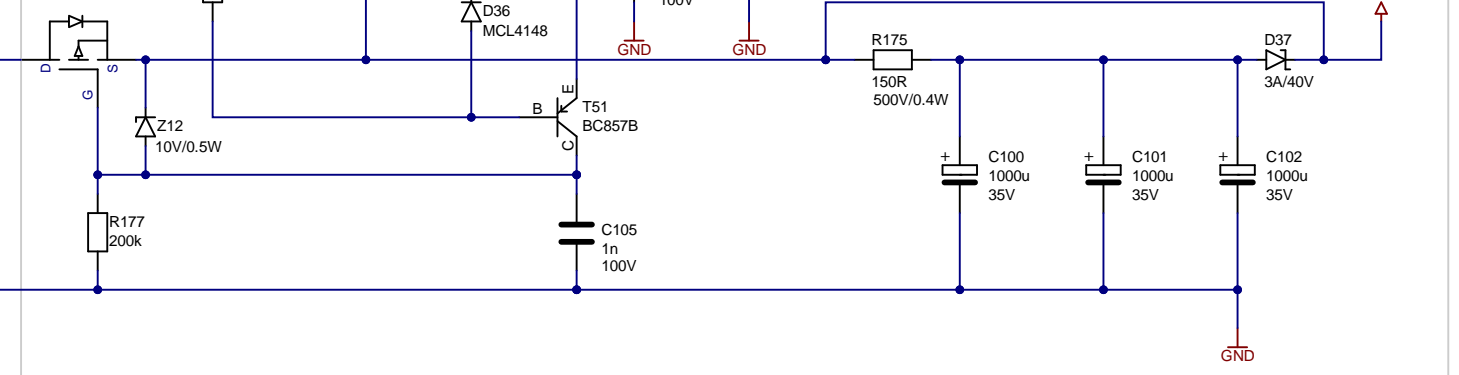 100V
D36
MCL4148
GND
GND
R175
150R
500V/0.4W
D37
3A/40V
D
S
G
Z12
10V/0.5W
B
E
C
T51
BC857B
+
C100
1000u
35V
+
C101
1000u
35V
+
C102
1000u
35V
R177
200k
C105
1n
100V
GND